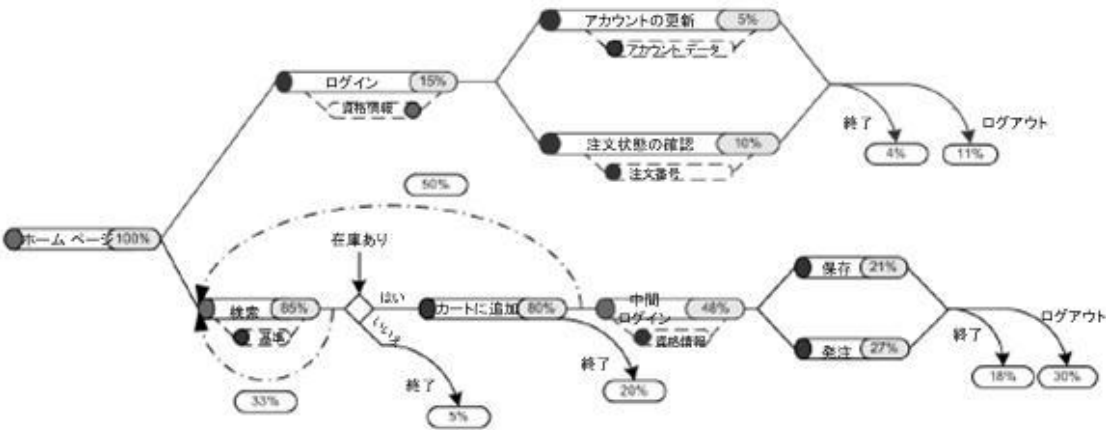 アカウントの更新 5%
アカウント データ
ログイン 15%
資格情報
注文状態の確認 10%
注文番号
終了
ログアウト
4%
11%
50%
ホーム ページ 100%
在庫あり
検索 85%
基準
はい
いいえ
カートに追加 80%
中間
ログイン 48%
資格情報
保存 21%
発注 27%
終了
ログアウト
18%
30%
終了
20%
終了
5%
33%